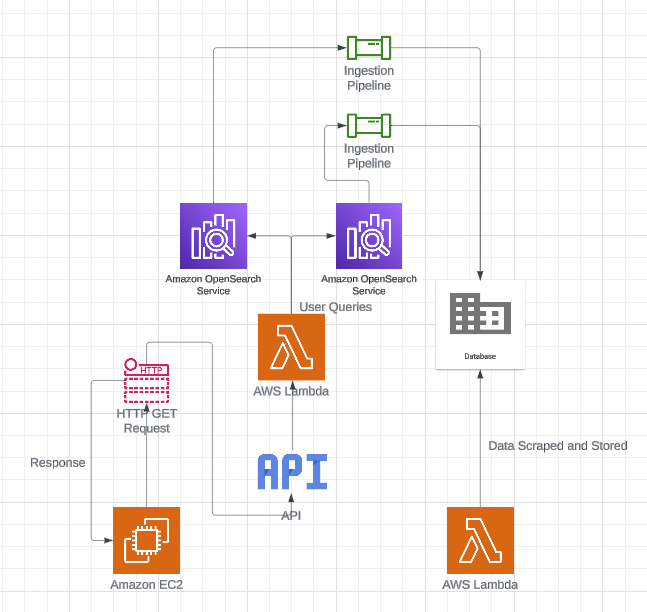 Ingestion
Pipeline
Ingestion
Pipeline
Amazon OpenSearch
Service
Amazon OpenSearch
Service
User Queries
Database
HTTP
AWS Lambda
HTTP GET
Request
Data Scraped and Stored
Response
API
API
Amazon EC2
AWS Lambda